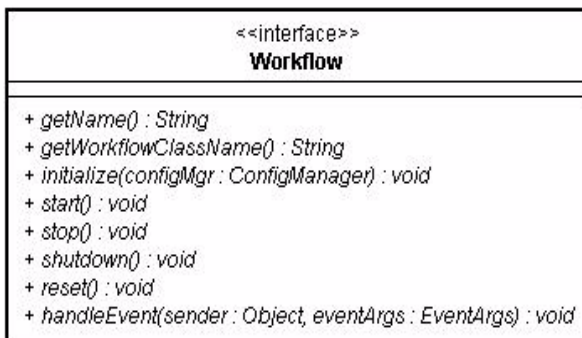 <<interface>>
Workflow
+ getName() : String
+ getWorkflowClassName() : String
+ initialize(configMgr : ConfigManager) : void
+ start() : void
+ stop() : void
+ shutdown() : void
+ reset() : void
+ handleEvent(sender : Object, eventArgs : EventArgs) : void